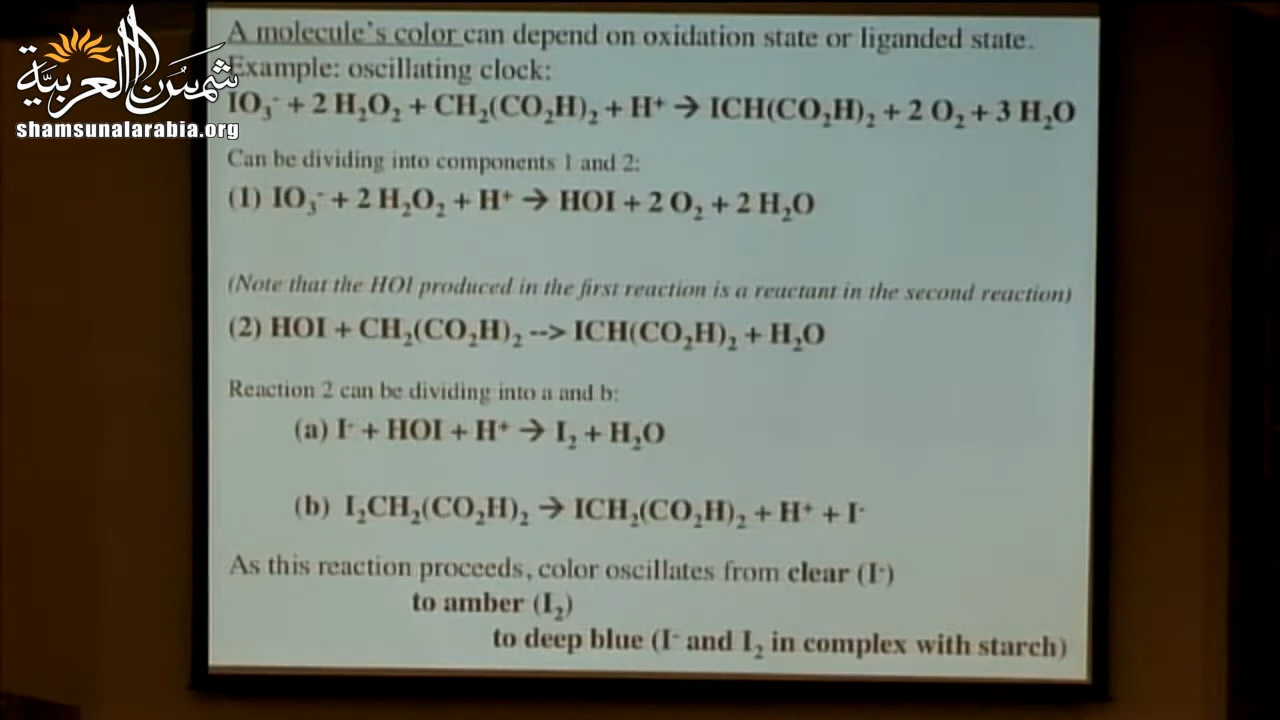 شمس العربية
shamsunalarabia.org
A molecule's color can depend on oxidation state or liganded state.
Example: oscillating clock:
IO₃⁻ + 2 H₂O₂ + CH₂(CO₂H)₂ + H⁺ → ICH(CO₂H)₂ + 2 O₂ + 3 H₂O
Can be dividing into components 1 and 2:
(1) IO₃⁻ + 2 H₂O₂ + H⁺ → HOI + 2 O₂ + 2 H₂O
(Note that the HOI produced in the first reaction is a reactant in the second reaction)
(2) HOI + CH₂(CO₂H)₂ --> ICH(CO₂H)₂ + H₂O
Reaction 2 can be dividing into a and b:
(a) I⁻ + HOI + H⁺ → I₂ + H₂O
(b) I₂CH₂(CO₂H)₂ → ICH₂(CO₂H)₂ + H⁺ + I⁻
As this reaction proceeds, color oscillates from clear (I⁻)
to amber (I₂)
to deep blue (I⁻ and I₂ in complex with starch)